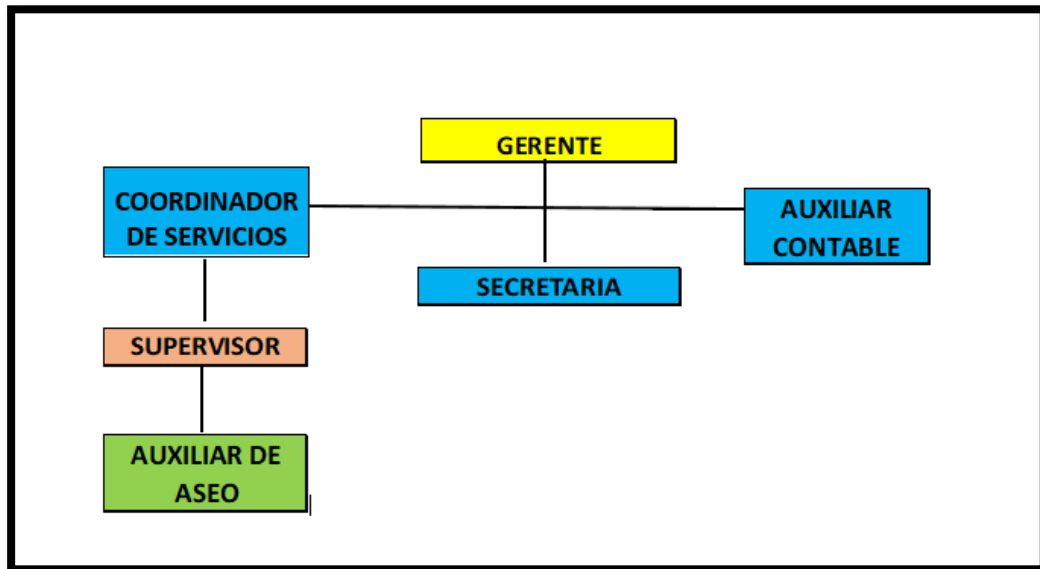 GERENTE
COORDINADOR
DE SERVICIOS
AUXILIAR
CONTABLE
SECRETARIA
SUPERVISOR
AUXILIAR DE
ASEO